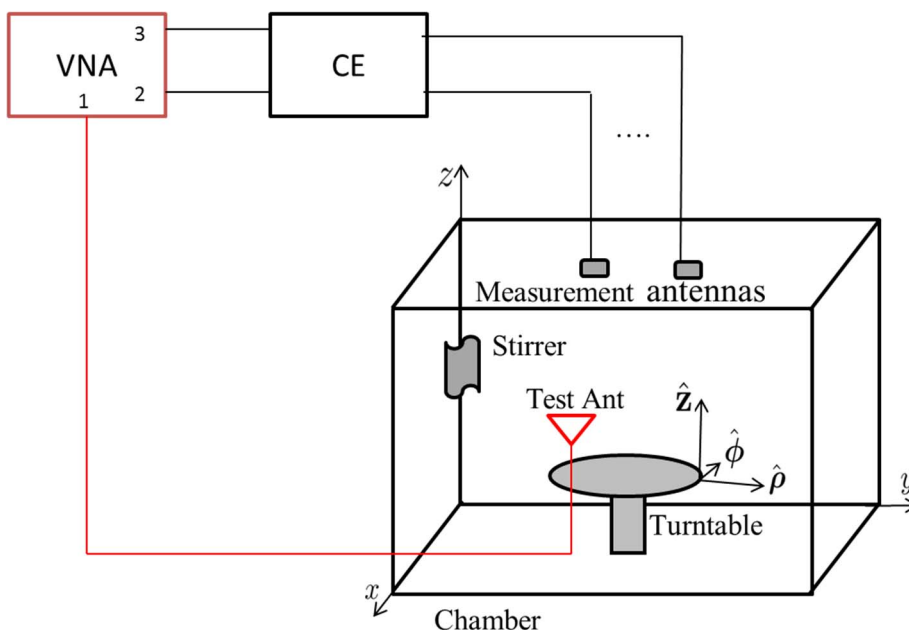 3
VNA
CE
1
2
....
z
Measurement antennas
Stirrer
Test Ant
ẑ
ϕ̂
ρ̂
y
Turntable
x
Chamber